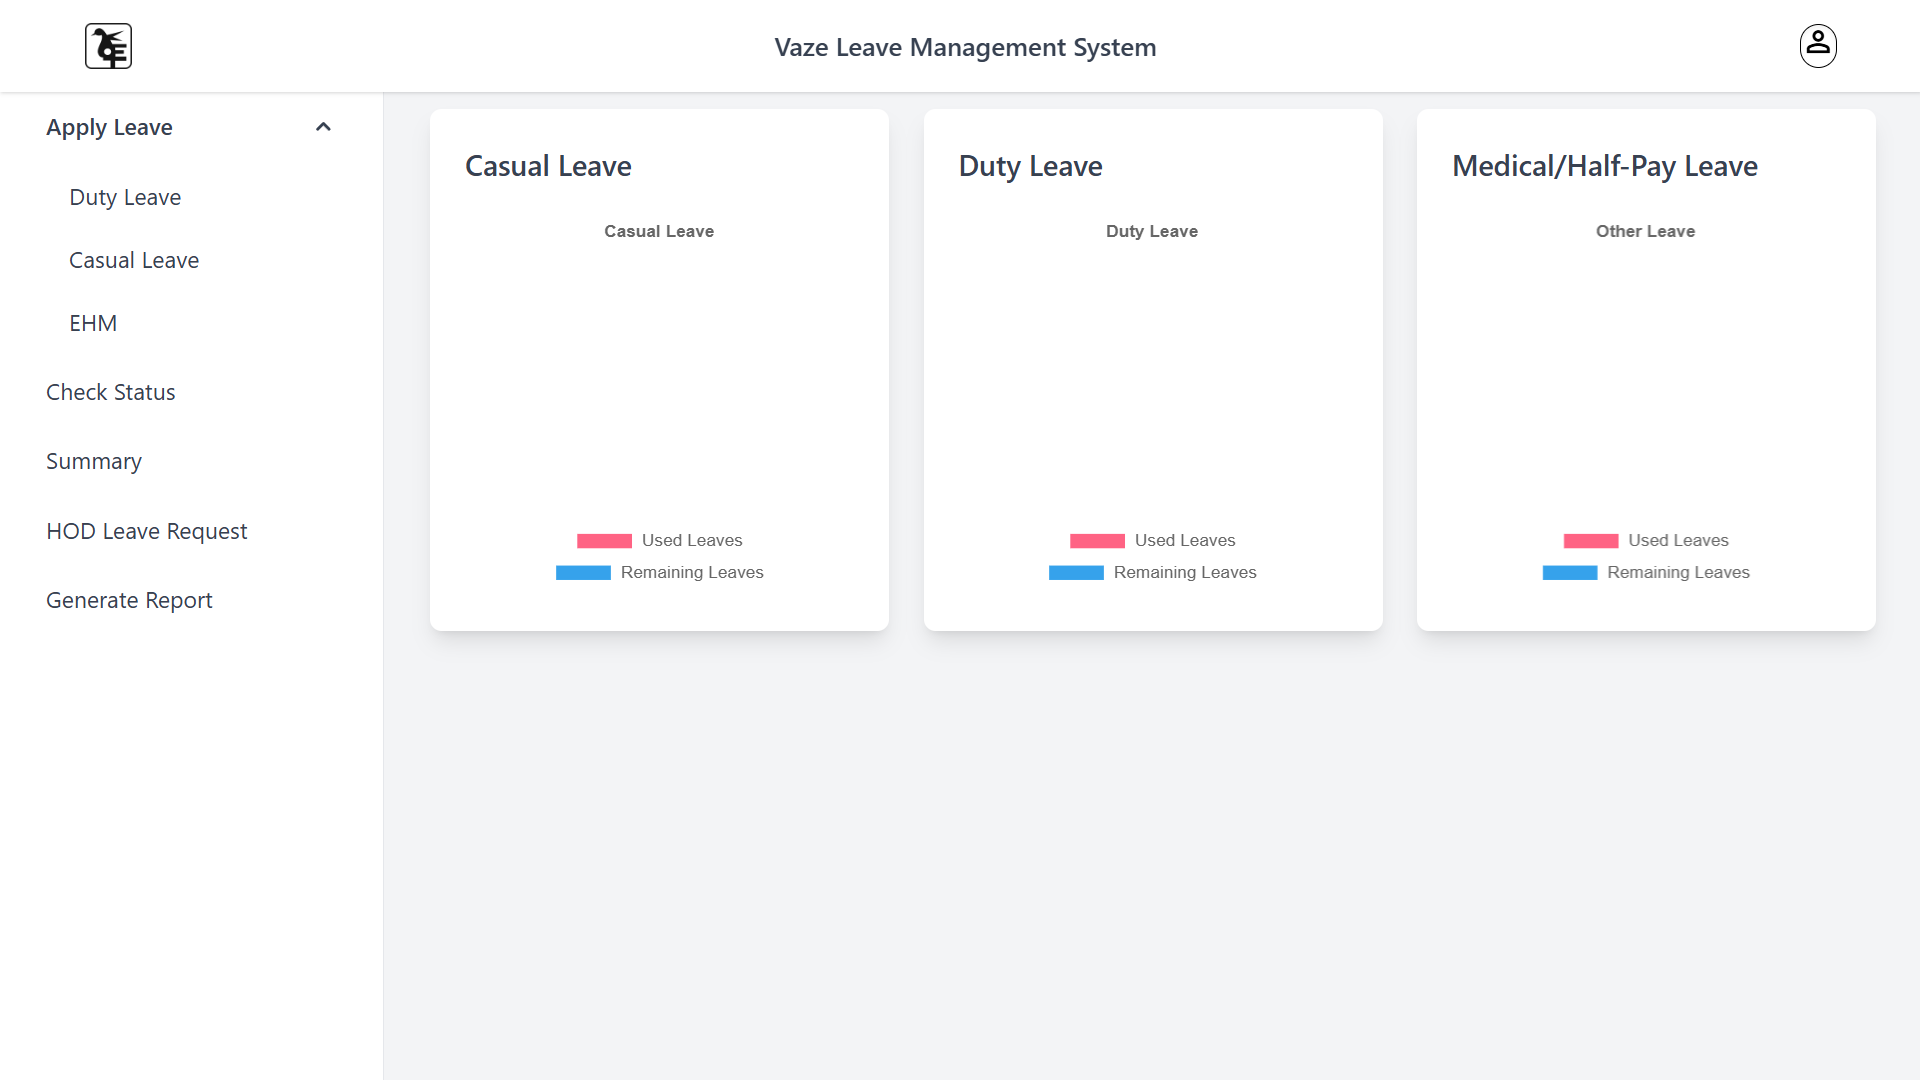 Vaze Leave Management System
Apply Leave
Duty Leave
Casual Leave
EHM
Check Status
Summary
HOD Leave Request
Generate Report
Casual Leave
Casual Leave
Used Leaves
Remaining Leaves
Duty Leave
Duty Leave
Used Leaves
Remaining Leaves
Medical/Half-Pay Leave
Other Leave
Used Leaves
Remaining Leaves